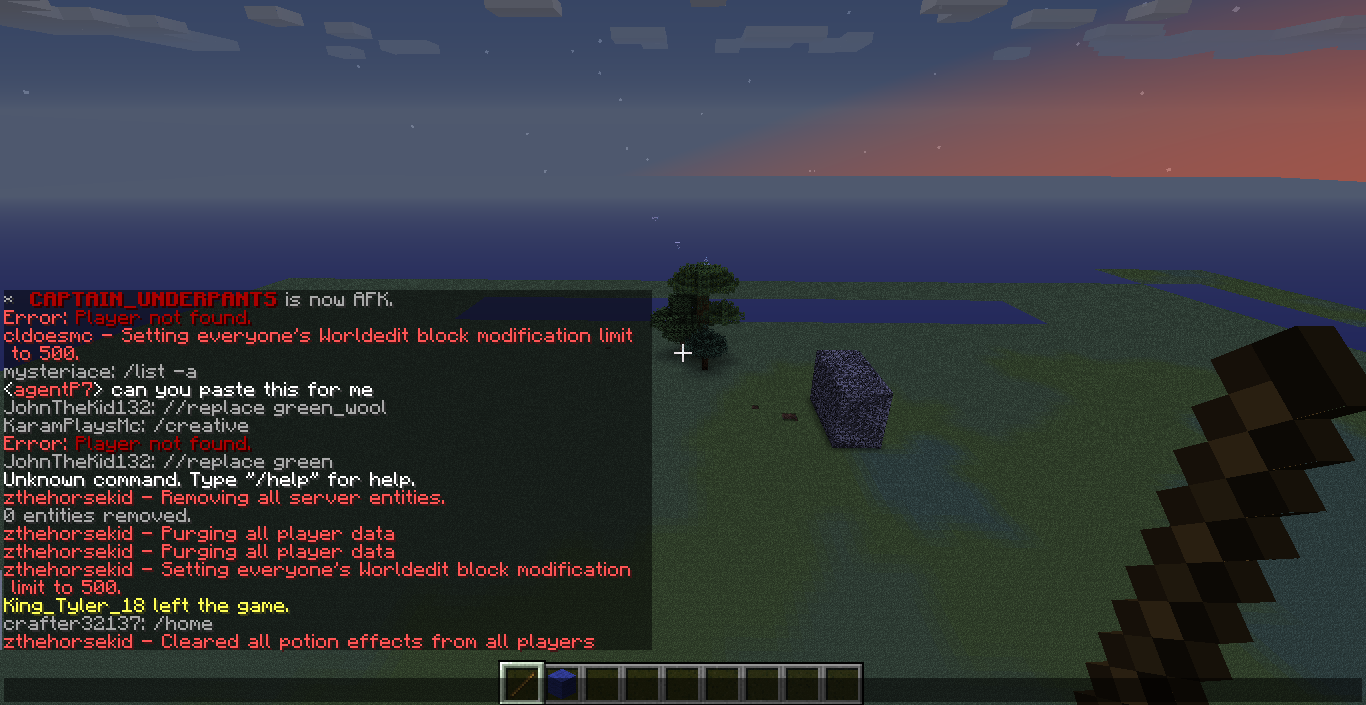 * CAPTAIN_UNDERPANTS is now AFK.
Error: Player not found.
cldoesmc - Setting everyone's Worldedit block modification limit
to 500.
mysteriace: /list -a
<agentP7> can you paste this for me
JohnTheKid132: //replace green_wool
KaramPlaysMc: /creative
Error: Player not found.
JohnTheKid132: //replace green
Unknown command. Type "/help" for help.
zthehorsekid - Removing all server entities.
0 entities removed.
zthehorsekid - Purging all player data
zthehorsekid - Purging all player data
zthehorsekid - Setting everyone's Worldedit block modification
limit to 500.
King_Tyler_18 left the game.
crafter32137: /home
zthehorsekid - Cleared all potion effects from all players